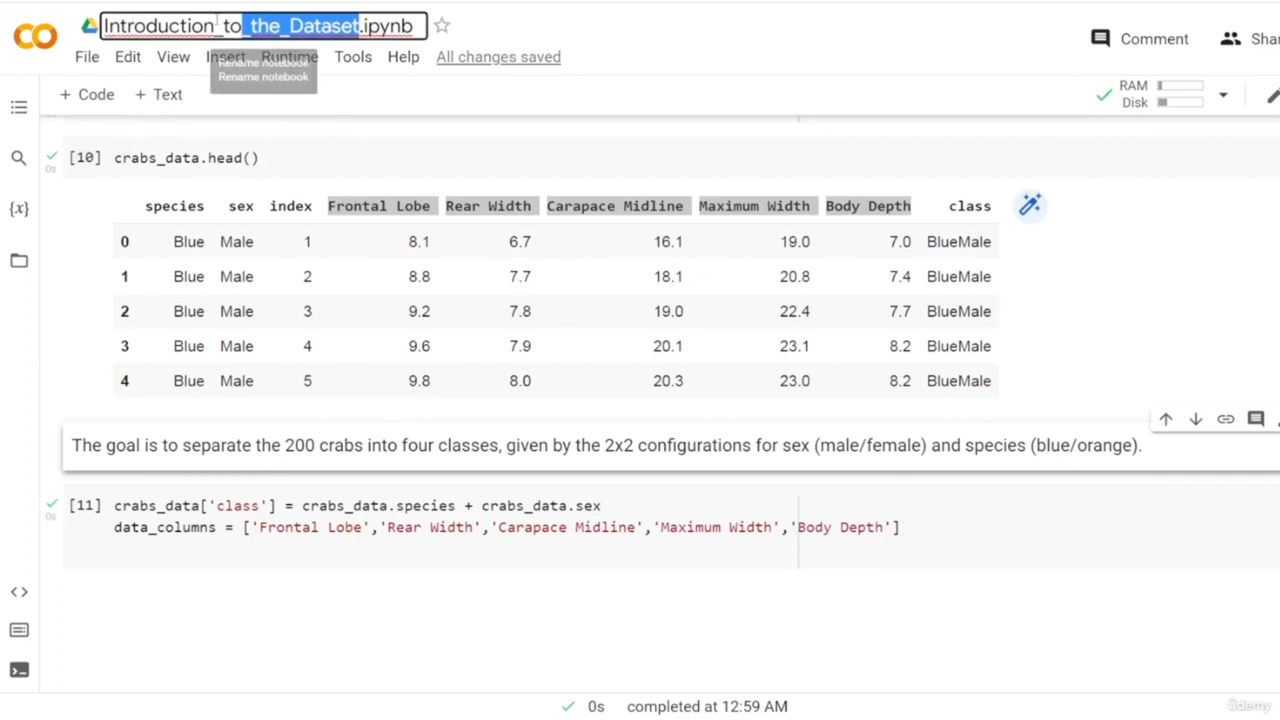 Introduction_to_the_Dataset.ipynb
Comment
Shar
File Edit View Insert Runtime Tools Help All changes saved
Rename notebook
Rename notebook
+ Code + Text
RAM
Disk
[10] crabs_data.head()
0s
species sex index Frontal Lobe Rear Width Carapace Midline Maximum Width Body Depth class
0 Blue Male 1 8.1 6.7 16.1 19.0 7.0 BlueMale
1 Blue Male 2 8.8 7.7 18.1 20.8 7.4 BlueMale
2 Blue Male 3 9.2 7.8 19.0 22.4 7.7 BlueMale
3 Blue Male 4 9.6 7.9 20.1 23.1 8.2 BlueMale
4 Blue Male 5 9.8 8.0 20.3 23.0 8.2 BlueMale
The goal is to separate the 200 crabs into four classes, given by the 2x2 configurations for sex (male/female) and species (blue/orange).
[11] crabs_data['class'] = crabs_data.species + crabs_data.sex
0s
data_columns = ['Frontal Lobe','Rear Width','Carapace Midline','Maximum Width','Body Depth']
0s completed at 12:59 AM
ûdemy